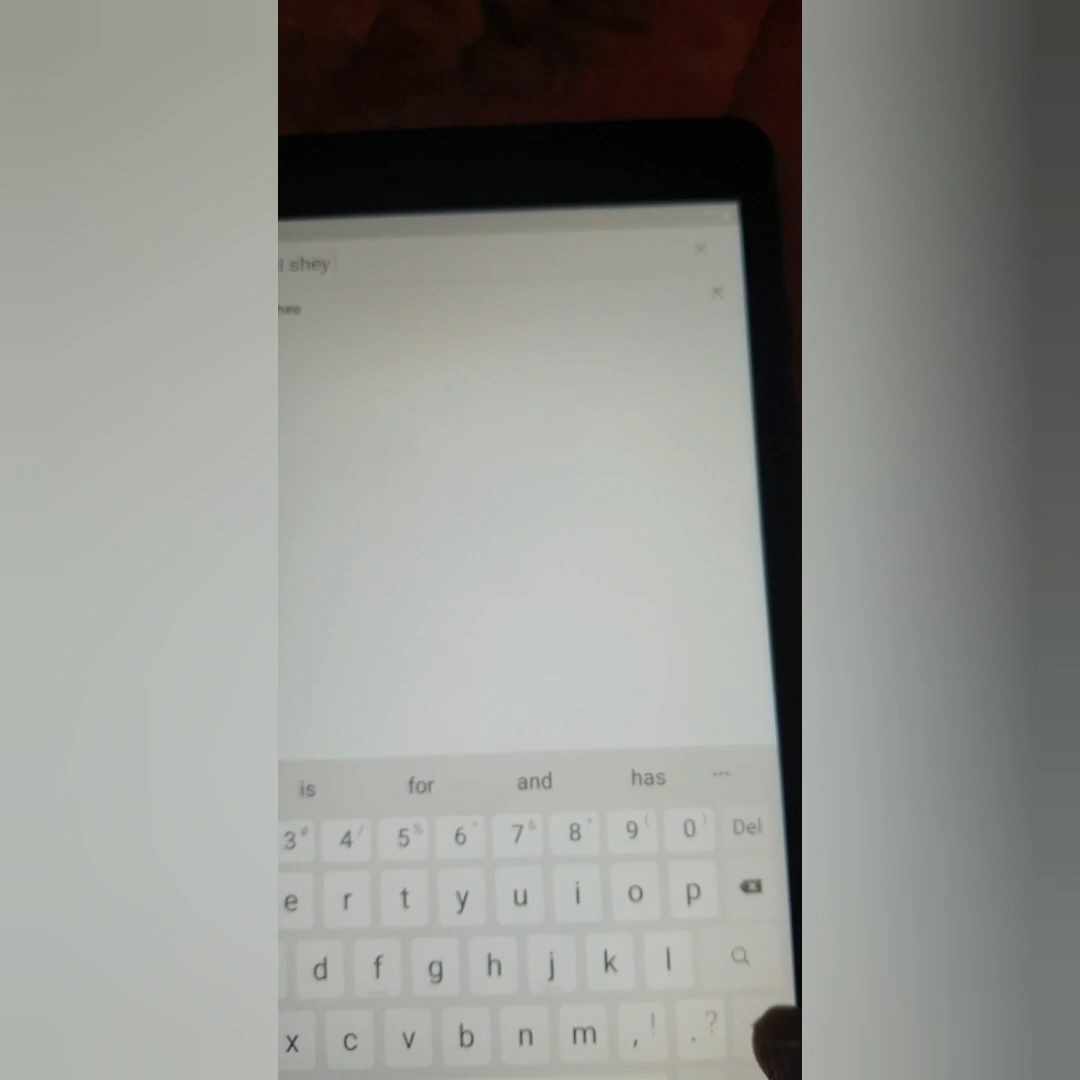 shey
is for and has ...
3# 4/ 5% 6^ 7& 8* 9( 0) Del
e r t y u i o p
d f g h j k l
x c v b n m ,! .?